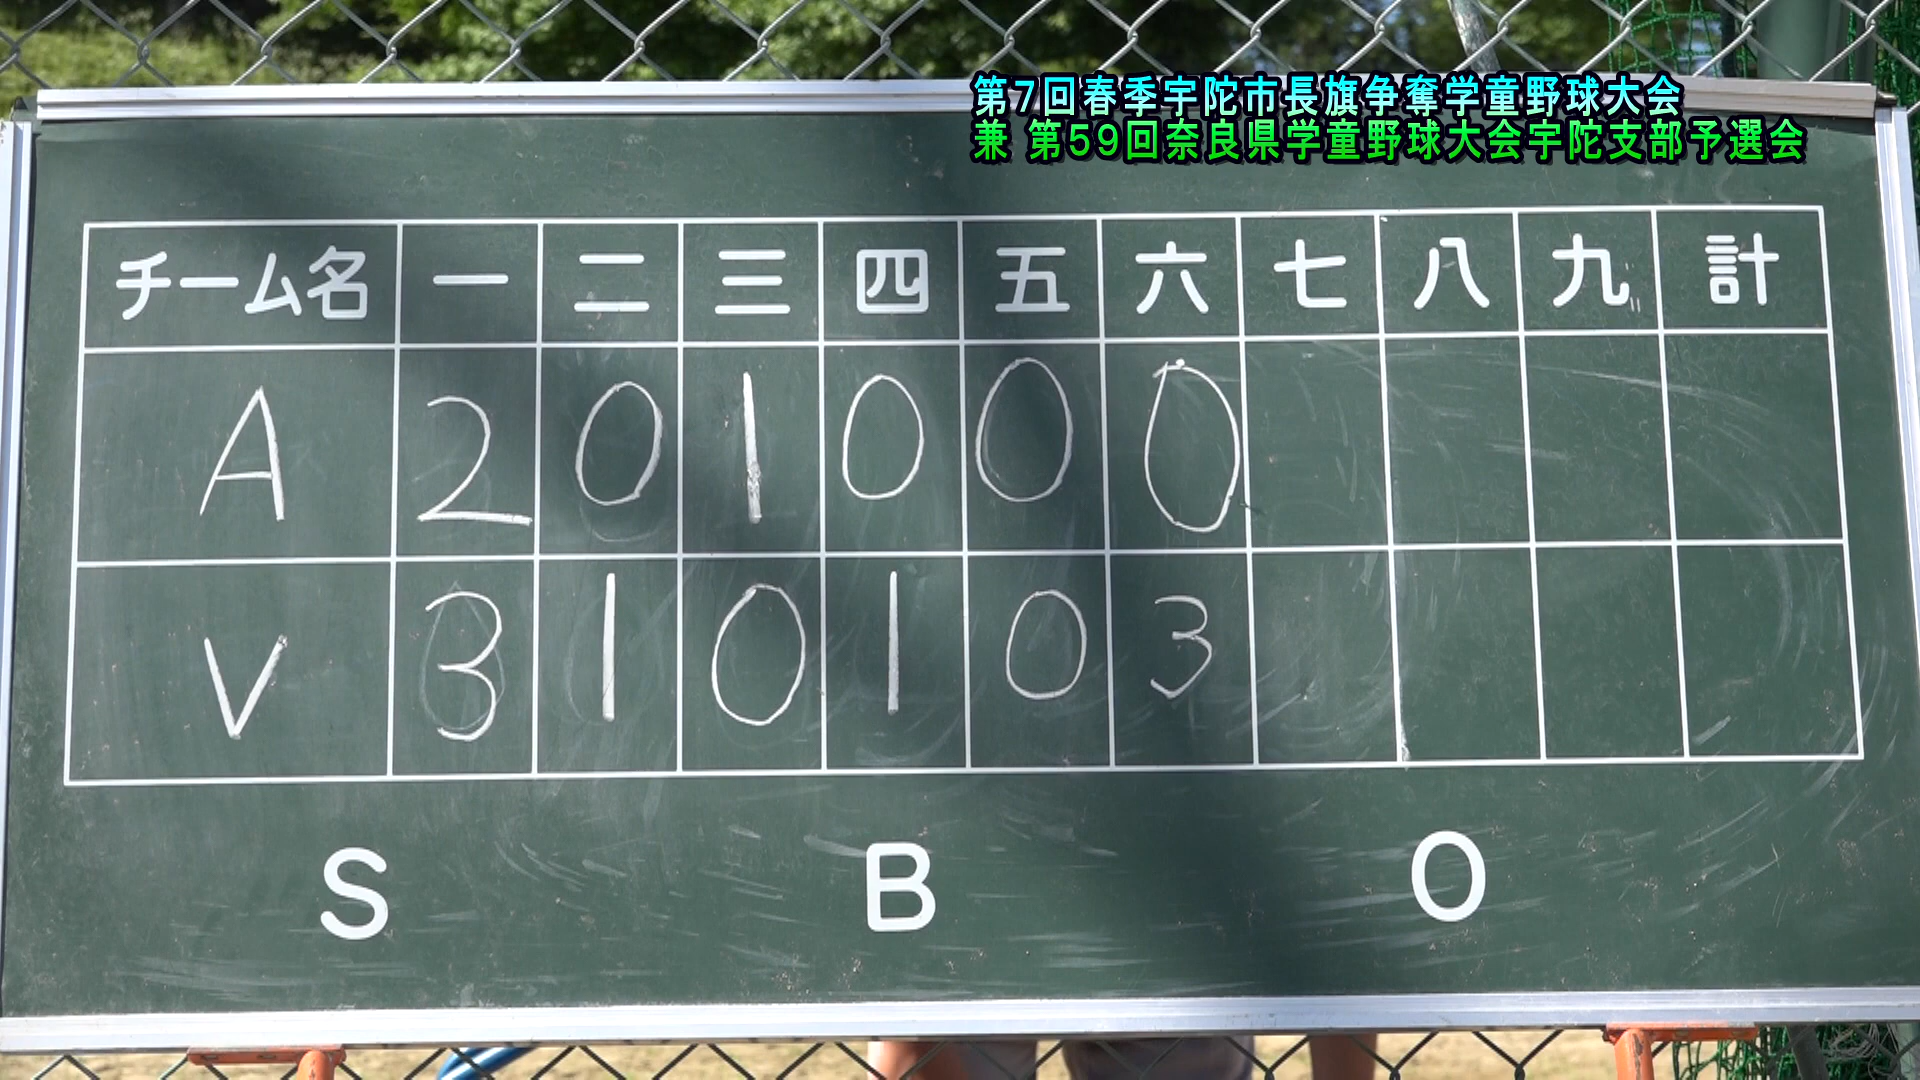 第7回春季宇陀市長旗争奪学童野球大会
兼 第59回奈良県学童野球大会宇陀支部予選会
チーム名 一 二 三 四 五 六 七 八 九 計
A 2 0 1 0 0 0
V 3 1 0 1 0 3
S B O